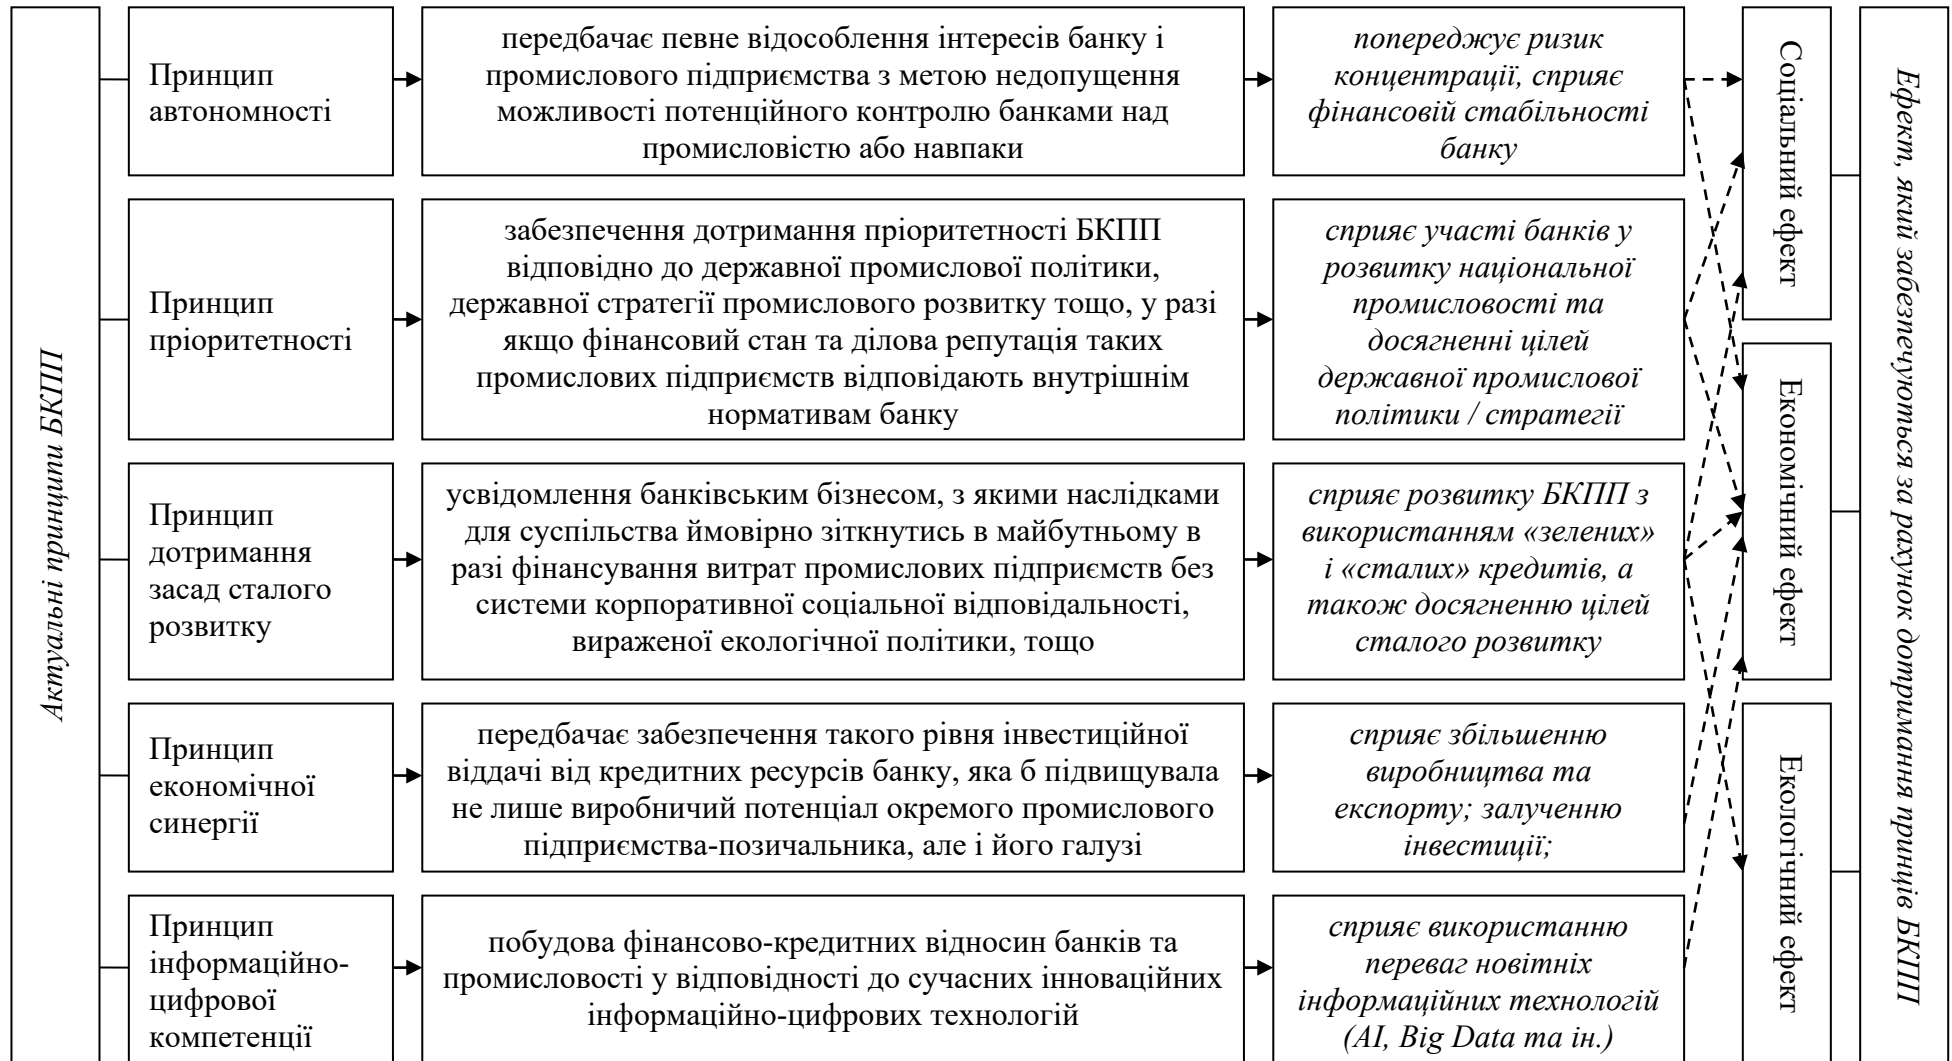 Актуальні принципи БКПП
Принцип
автономності
передбачає певне відособлення інтересів банку і
промислового підприємства з метою недопущення
можливості потенційного контролю банками над
промисловістю або навпаки
попереджує ризик
концентрації, сприяє
фінансовій стабільності
банку
Принцип
пріоритетності
забезпечення дотримання пріоритетності БКПП
відповідно до державної промислової політики,
державної стратегії промислового розвитку тощо, у разі
якщо фінансовий стан та ділова репутація таких
промислових підприємств відповідають внутрішнім
нормативам банку
сприяє участі банків у
розвитку національної
промисловості та
досягненні цілей
державної промислової
політики / стратегії
Принцип
дотримання
засад сталого
розвитку
усвідомлення банківським бізнесом, з якими наслідками
для суспільства ймовірно зіткнутись в майбутньому в
разі фінансування витрат промислових підприємств без
системи корпоративної соціальної відповідальності,
вираженої екологічної політики, тощо
сприяє розвитку БКПП з
використанням «зелених»
і «сталих» кредитів, а
також досягненню цілей
сталого розвитку
Принцип
економічної
синергії
передбачає забезпечення такого рівня інвестиційної
віддачі від кредитних ресурсів банку, яка б підвищувала
не лише виробничий потенціал окремого промислового
підприємства-позичальника, але і його галузі
сприяє збільшенню
виробництва та
експорту; залученню
інвестиції;
Принцип
інформаційно-
цифрової
компетенції
побудова фінансово-кредитних відносин банків та
промисловості у відповідності до сучасних інноваційних
інформаційно-цифрових технологій
сприяє використанню
переваг новітніх
інформаційних технологій
(AI, Big Data та ін.)
Соціальний ефект
Економічний ефект
Екологічний ефект
Ефект, який забезпечуються за рахунок дотримання принців БКПП